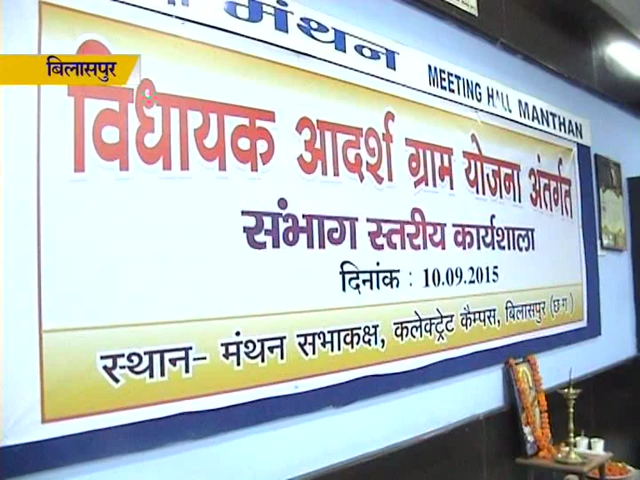 बिलासपुर
मंथन
MEETING HALL MANTHAN
विधायक आदर्श ग्राम योजना अंतर्गत
संभाग स्तरीय कार्यशाला
दिनांक : 10.09.2015
स्थान- मंथन सभाकक्ष, कलेक्ट्रेट कैम्पस, बिलासपुर (छ ग )